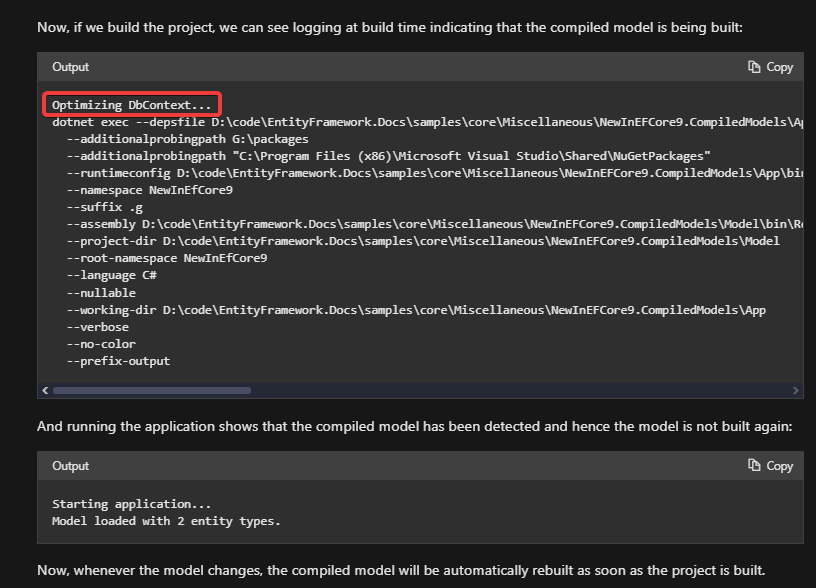 Now, if we build the project, we can see logging at build time indicating that the compiled model is being built:
Output
Copy
Optimizing DbContext...
dotnet exec --depsfile D:\code\EntityFramework.Docs\samples\core\Miscellaneous\NewInEFCore9.CompiledModels\Ap
  --additionalprobingpath G:\packages
  --additionalprobingpath "C:\Program Files (x86)\Microsoft Visual Studio\Shared\NuGetPackages"
  --runtimeconfig D:\code\EntityFramework.Docs\samples\core\Miscellaneous\NewInEFCore9.CompiledModels\App\bin
  --namespace NewInEfCore9
  --suffix .g
  --assembly D:\code\EntityFramework.Docs\samples\core\Miscellaneous\NewInEFCore9.CompiledModels\Model\bin\Re
  --project-dir D:\code\EntityFramework.Docs\samples\core\Miscellaneous\NewInEFCore9.CompiledModels\Model
  --root-namespace NewInEfCore9
  --language C#
  --nullable
  --working-dir D:\code\EntityFramework.Docs\samples\core\Miscellaneous\NewInEFCore9.CompiledModels\App
  --verbose
  --no-color
  --prefix-output
And running the application shows that the compiled model has been detected and hence the model is not built again:
Output
Copy
Starting application...
Model loaded with 2 entity types.
Now, whenever the model changes, the compiled model will be automatically rebuilt as soon as the project is built.